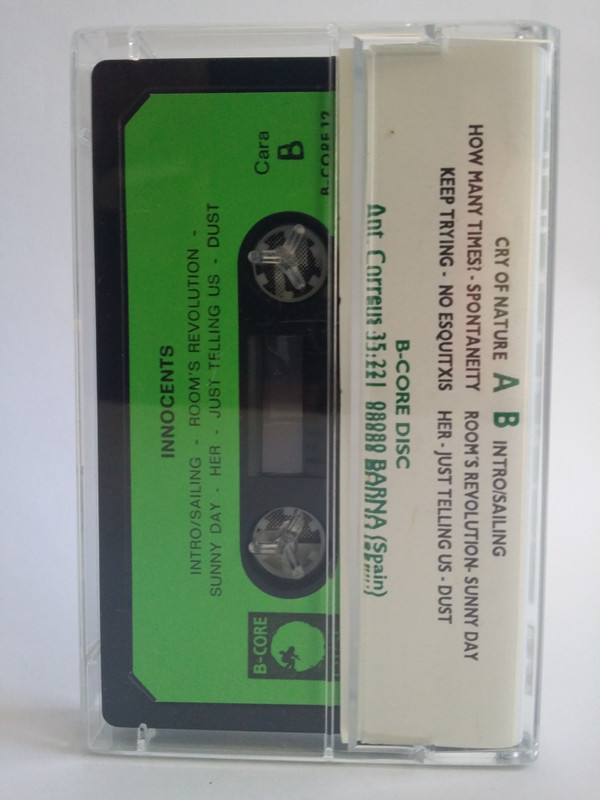 Cara
B
B-CORE 12
INNOCENTS
INTRO/SAILING - ROOM'S REVOLUTION -
SUNNY DAY - HER - JUST TELLING US - DUST
B-CORE
CRY OF NATURE A B INTRO/SAILING
HOW MANY TIMES? - SPONTANEITY ROOM'S REVOLUTION- SUNNY DAY
KEEP TRYING - NO ESQUITXIS HER - JUST TELLING US - DUST
B-CORE DISC
Apt. Correus 35.221 08080 BARNA (Spain)